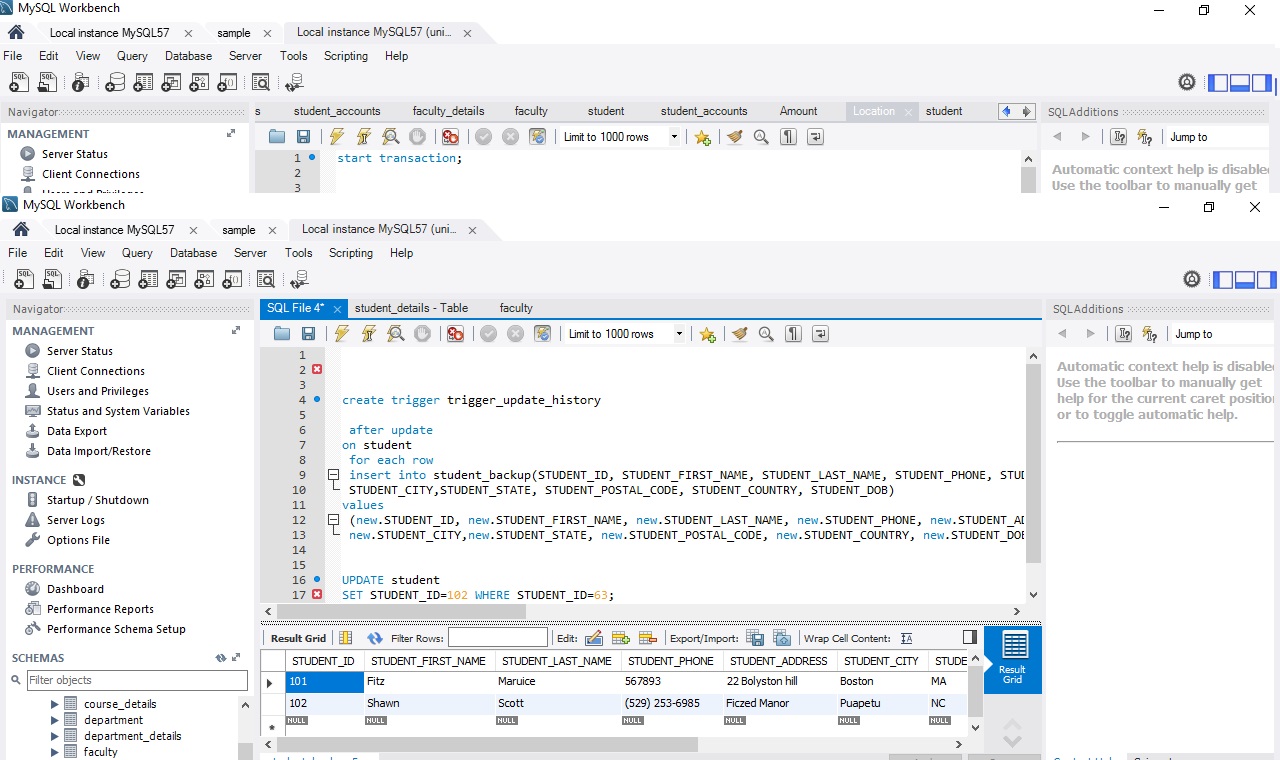 MySQL Workbench
Local instance MySQL57 sample Local instance MySQL57 (uni...
File Edit View Query Database Server Tools Scripting Help
Navigator s student_accounts faculty_details faculty student student_accounts Amount Location student SQLAdditions
MANAGEMENT Limit to 1000 rows Jump to
Server Status 1 start transaction;
Client Connections 2 Automatic context help is disable
3 Use the toolbar to manually get
MySQL Workbench
Local instance MySQL57 sample Local instance MySQL57 (uni...
File Edit View Query Database Server Tools Scripting Help
Navigator SQL File 4* student_details - Table faculty SQLAdditions
MANAGEMENT Limit to 1000 rows Jump to
Server Status 1
Client Connections 2 Automatic context help is disable
Users and Privileges 3 Use the toolbar to manually get
Status and System Variables 4 create trigger trigger_update_history help for the current caret position
Data Export 5 or to toggle automatic help.
6 after update
Data Import/Restore 7 on student
8 for each row
INSTANCE 9 insert into student_backup(STUDENT_ID, STUDENT_FIRST_NAME, STUDENT_LAST_NAME, STUDENT_PHONE, STUD
Startup / Shutdown 10 STUDENT_CITY,STUDENT_STATE, STUDENT_POSTAL_CODE, STUDENT_COUNTRY, STUDENT_DOB)
11 values
Server Logs 12 (new.STUDENT_ID, new.STUDENT_FIRST_NAME, new.STUDENT_LAST_NAME, new.STUDENT_PHONE, new.STUDENT_AD
Options File 13 new.STUDENT_CITY,new.STUDENT_STATE, new.STUDENT_POSTAL_CODE, new.STUDENT_COUNTRY, new.STUDENT_DOB
14
PERFORMANCE 15
Dashboard 16 UPDATE student
17 SET STUDENT_ID=102 WHERE STUDENT_ID=63;
Performance Reports
Performance Schema Setup Result Grid Filter Rows: Edit: Export/Import: Wrap Cell Content:
SCHEMAS STUDENT_FIRST_NAME STUDENT_LAST_NAME STUDENT_PHONE STUDENT_ADDRESS STUDENT_CITY STUDE Result Grid
Filter objects 101 Fitz Maruice 567893 22 Bolyston hill Boston MA
course_details 102 Shawn Scott (529) 253-6985 Ficzed Manor Puapetu NC
department NULL NULL NULL NULL NULL NULL NULL
department_details
faculty